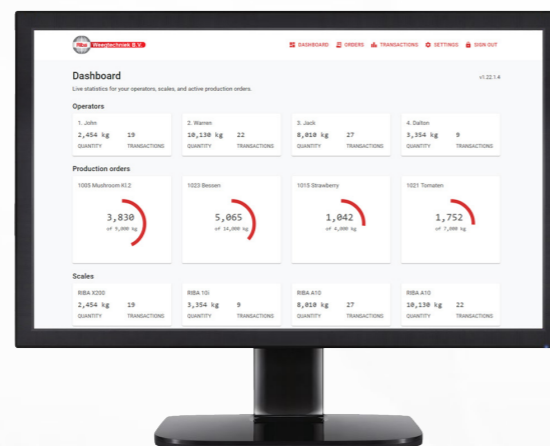 Riba Weegtechniek B.V.
DASHBOARD ORDERS TRANSACTIONS SETTINGS SIGN OUT
Dashboard
v1.22.1.4
Live statistics for your operators, scales, and active production orders.
Operators
1. John 2. Warren 3. Jack 4. Dalton
2,454 kg 19 10,130 kg 22 8,010 kg 27 3,354 kg 9
QUANTITY TRANSACTIONS QUANTITY TRANSACTIONS QUANTITY TRANSACTIONS QUANTITY TRANSACTIONS
Production orders
1005 Mushroom Kl.2 1023 Bessen 1015 Strawberry 1021 Tomaten
3,830 5,065 1,042 1,752
of 9,000 kg of 14,000 kg of 4,000 kg of 7,000 kg
Scales
RIBA X200 RIBA 10i RIBA A10 RIBA A10
2,454 kg 19 3,354 kg 9 8,010 kg 27 10,130 kg 22
QUANTITY TRANSACTIONS QUANTITY TRANSACTIONS QUANTITY TRANSACTIONS QUANTITY TRANSACTIONS